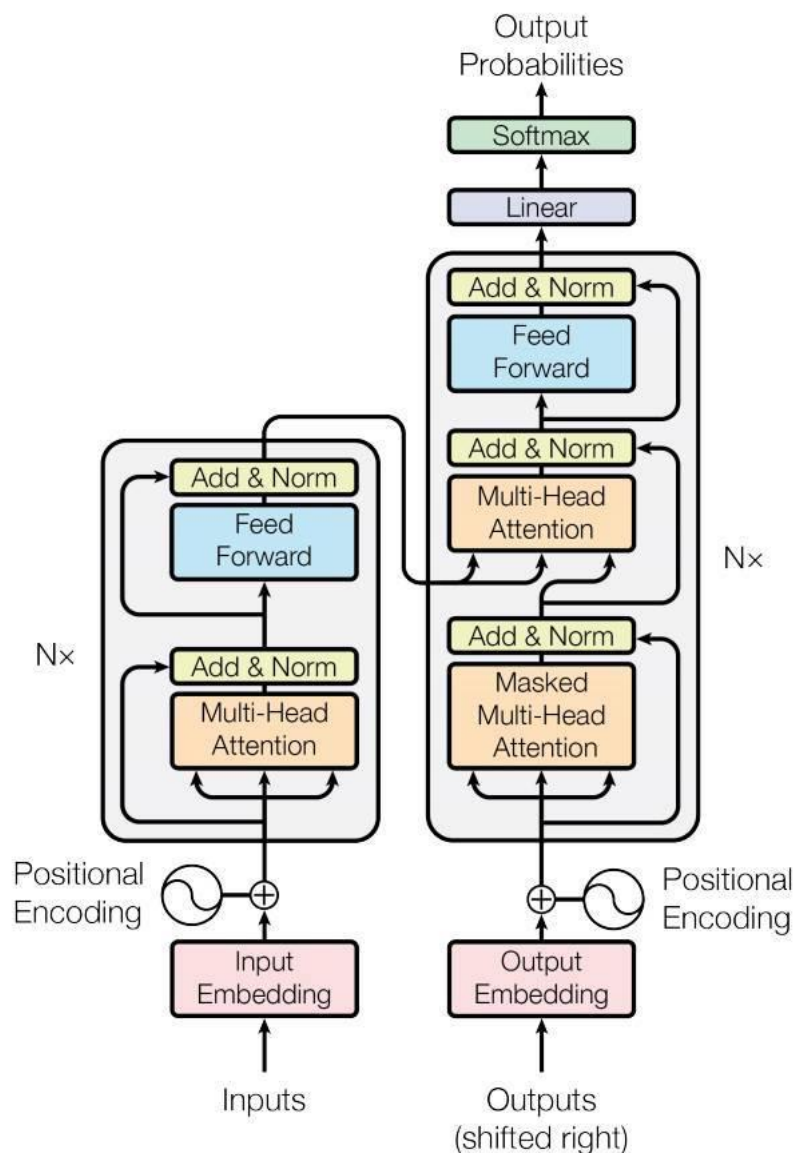 Output
Probabilities
Softmax
Linear
Add & Norm
Feed
Forward
Add & Norm
Multi-Head
Attention
Nx
Add & Norm
Masked
Multi-Head
Attention
Add & Norm
Feed
Forward
Nx
Add & Norm
Multi-Head
Attention
Positional
Encoding
Positional
Encoding
Input
Embedding
Output
Embedding
Inputs
Outputs
(shifted right)